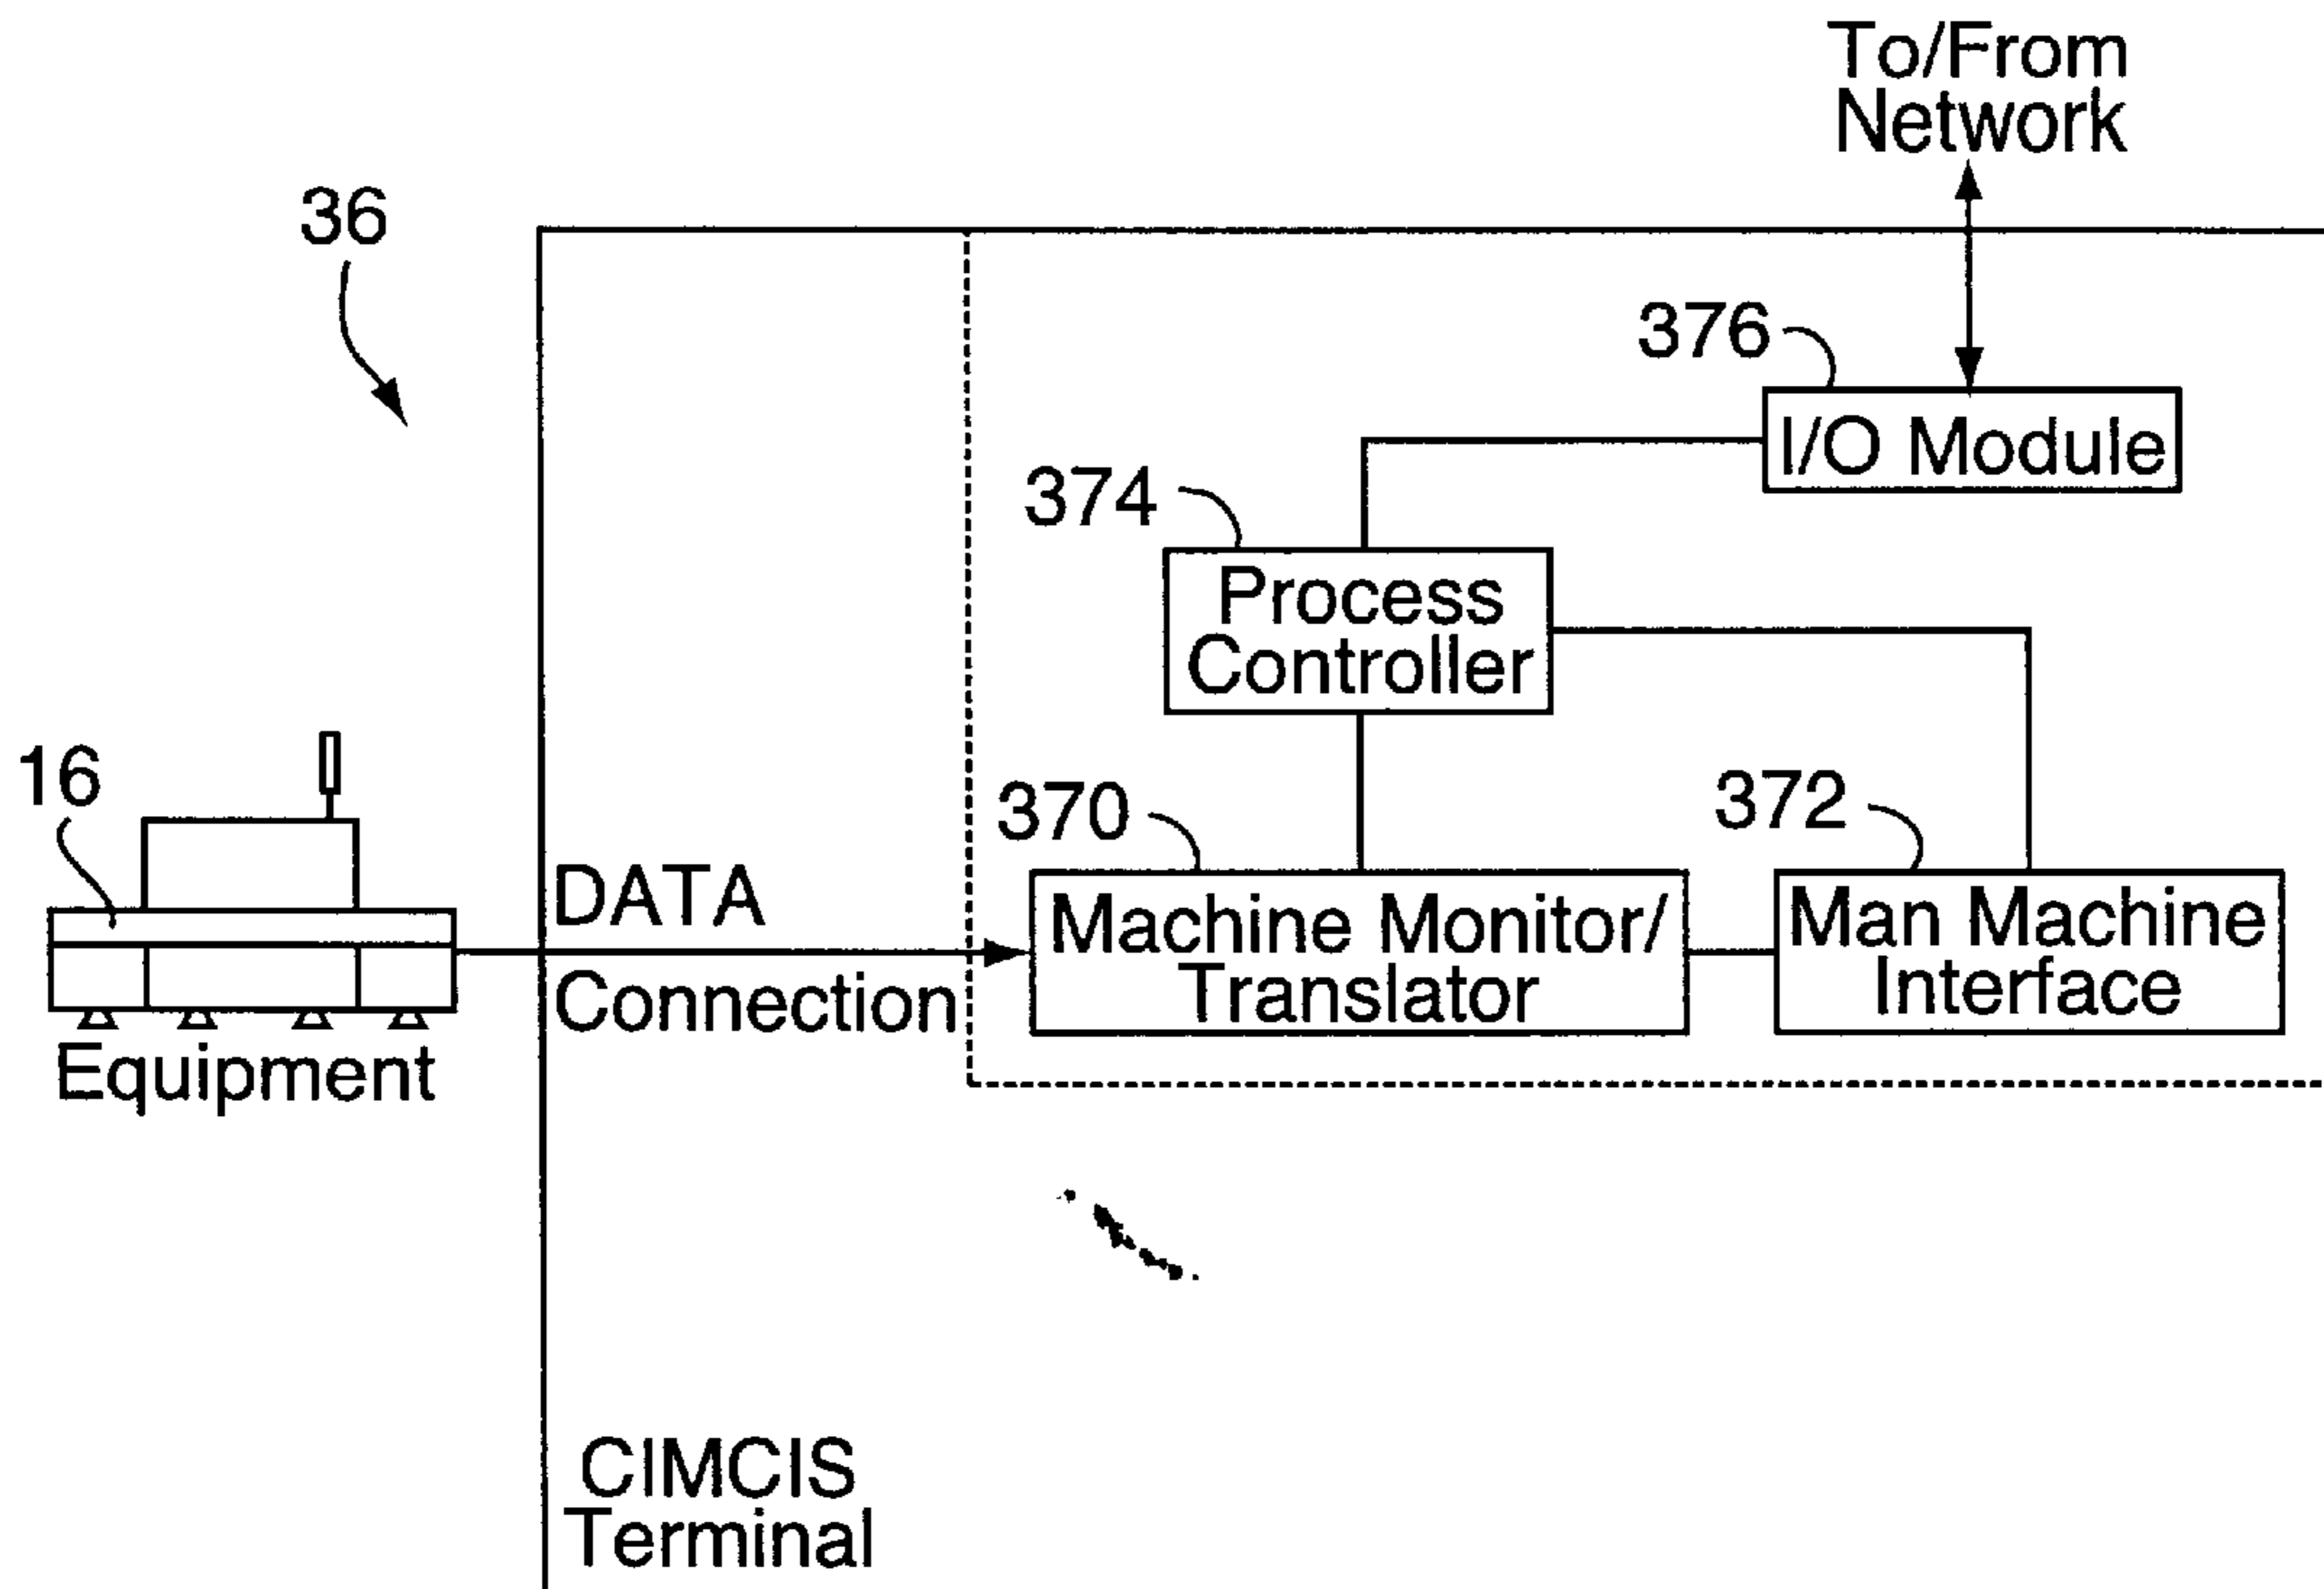 To/From
Network
36
376
I/O Module
374
Process
Controller
16
370
372
DATA
Connection
Machine Monitor/
Translator
Man Machine
Interface
Equipment
CIMCIS
Terminal